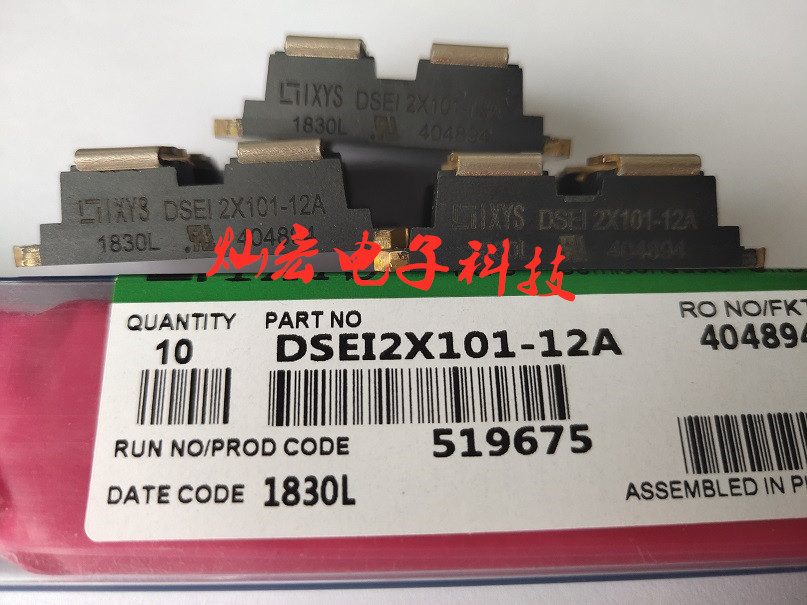 IXYS DSEI 2X101-
1830L 40489
IXYS DSEI 2X101-12A
1830L 404894
IXYS DSEI 2X101-12A
0L 404894
灿宏电子科技
QUANTITY PART NO RO NO/FKT
10 DSEI2X101-12A 404894
RUN NO/PROD CODE 519675
DATE CODE 1830L ASSEMBLED IN P